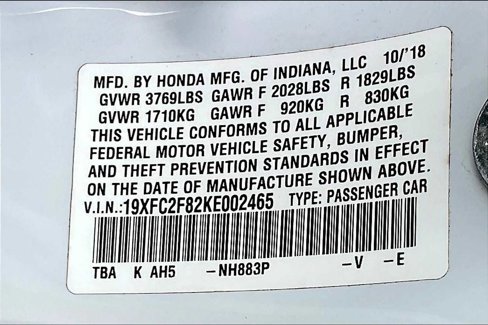 MFD. BY HONDA MFG. OF INDIANA, LLC 10/'18
GVWR 3769LBS GAWR F 2028LBS R 1829LBS
GVWR 1710KG GAWR F 920KG R 830KG
THIS VEHICLE CONFORMS TO ALL APPLICABLE
FEDERAL MOTOR VEHICLE SAFETY, BUMPER,
AND THEFT PREVENTION STANDARDS IN EFFECT
ON THE DATE OF MANUFACTURE SHOWN ABOVE.
V.I.N.:19XFC2F82KE002465 TYPE: PASSENGER CAR
TBA K AH5 -NH883P -V -E